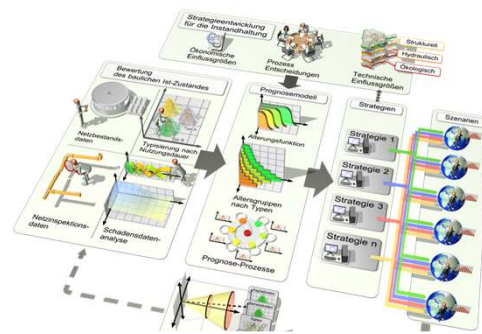 Strategieentwicklung
für die Instandhaltung
Ökonomische
Einflussgrößen
Prozess
Entscheidungen
Technische
Einflussgrößen
Strukturell
Hydraulisch
Ökologisch
Bewertung
des baulichen Ist-Zustandes
Netzbestands-
daten
Typisierung nach
Nutzungsdauer
Netzinspektions-
daten
Schadensdaten-
analyse
Prognosemodell
Alterungsfunktion
Altersgruppen
nach Typen
Prognose-Prozesse
Strategien
Strategie 1
Strategie 2
Strategie 3
Strategie n
Szenarien